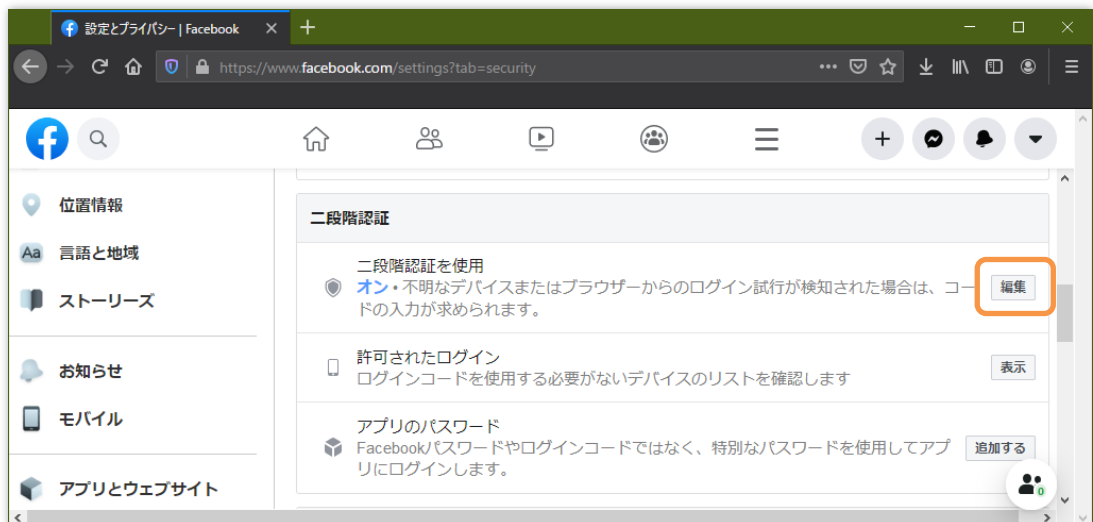 設定とプライバシー | Facebook
https://www.facebook.com/settings?tab=security
位置情報
Aa 言語と地域
ストーリーズ
お知らせ
モバイル
アプリとウェブサイト
二段階認証
二段階認証を使用
オン・不明なデバイスまたはブラウザーからのログイン試行が検知された場合は、コー
ドの入力が求められます。
編集
許可されたログイン
ログインコードを使用する必要がないデバイスのリストを確認します
表示
アプリのパスワード
Facebookパスワードやログインコードではなく、特別なパスワードを使用してアプ
リにログインします。
追加する
0